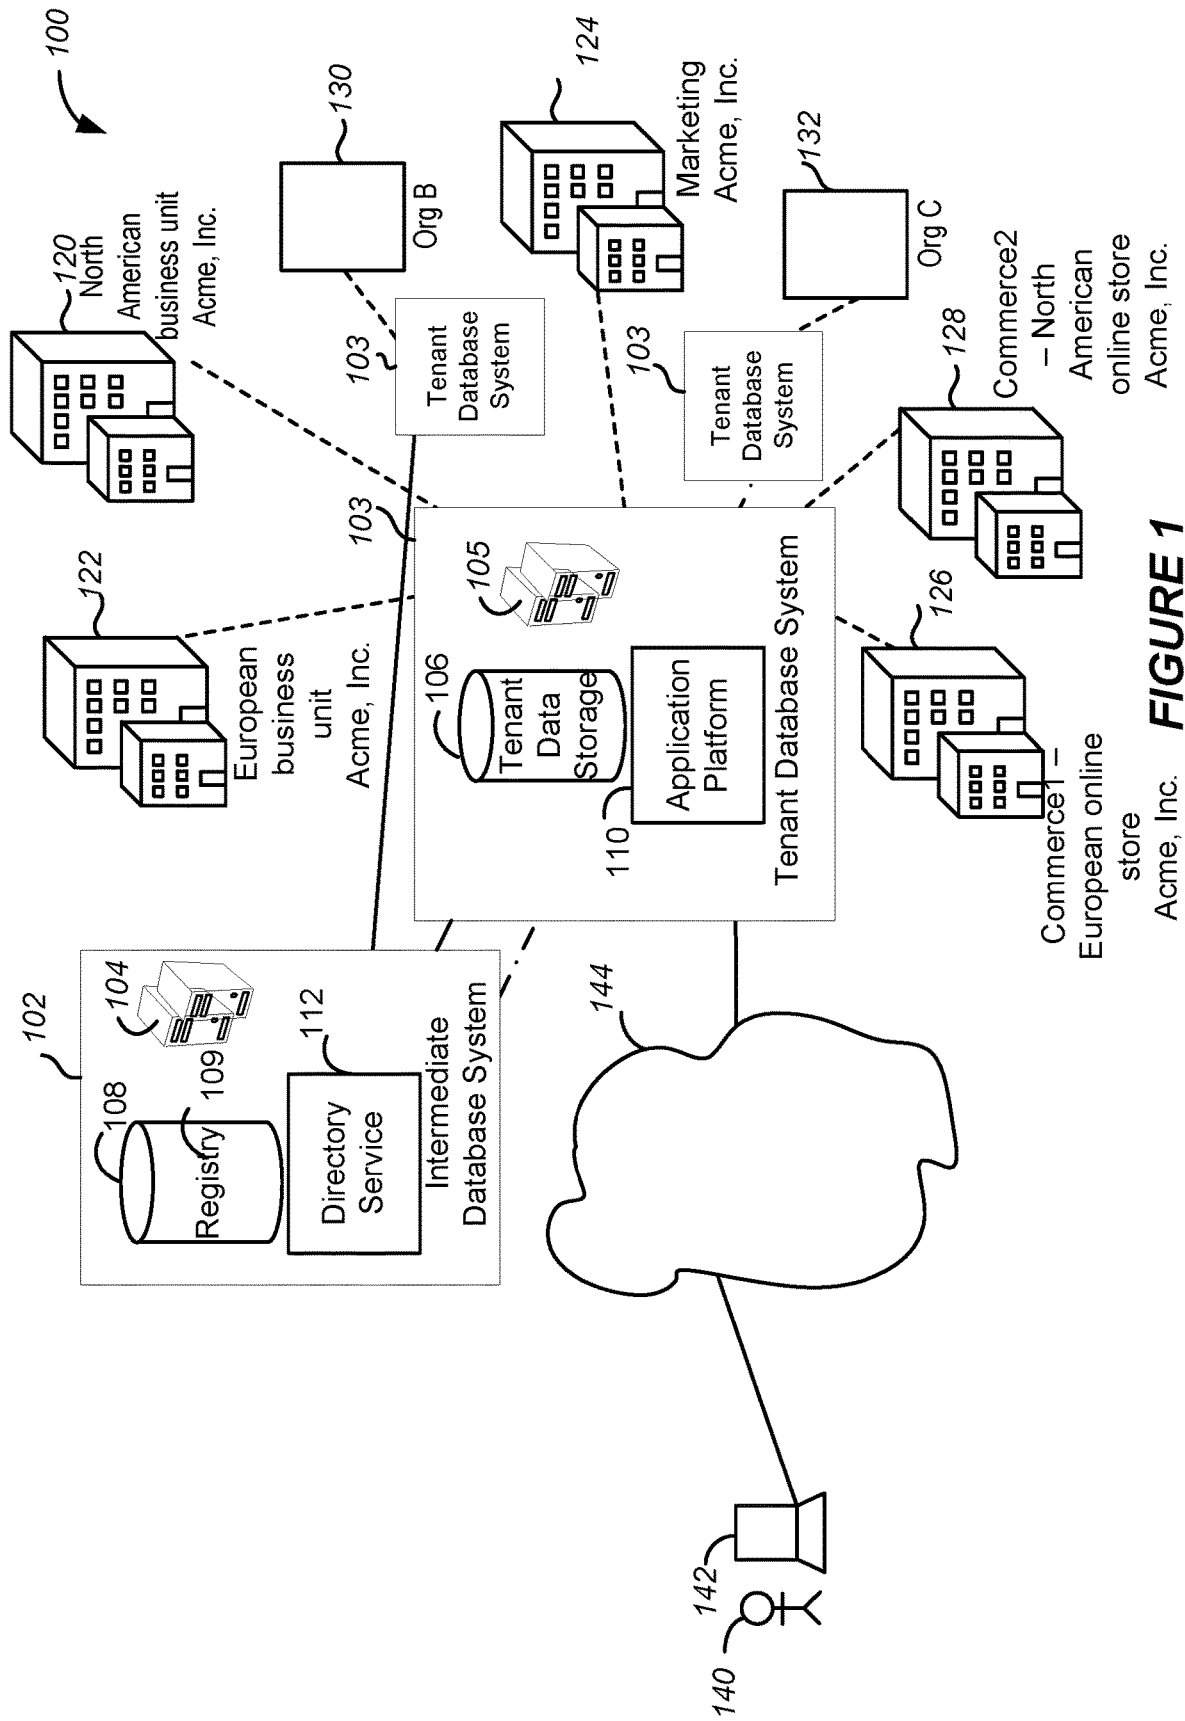 100
120
North
American
business unit
Acme, Inc.
122
European
business
unit
Acme, Inc.
130
Org B
103
Tenant
Database
System
124
Marketing
Acme, Inc.
132
Org C
103
Tenant
Database
System
128
Commerce2
– North
American
online store
Acme, Inc.
126
Commerce1 –
European online
store
Acme, Inc.
103
105
106
Tenant
Data
Storage
110
Application
Platform
Tenant Database System
102
104
108
109
Registry
112
Directory
Service
Intermediate
Database System
144
142
140
FIGURE 1